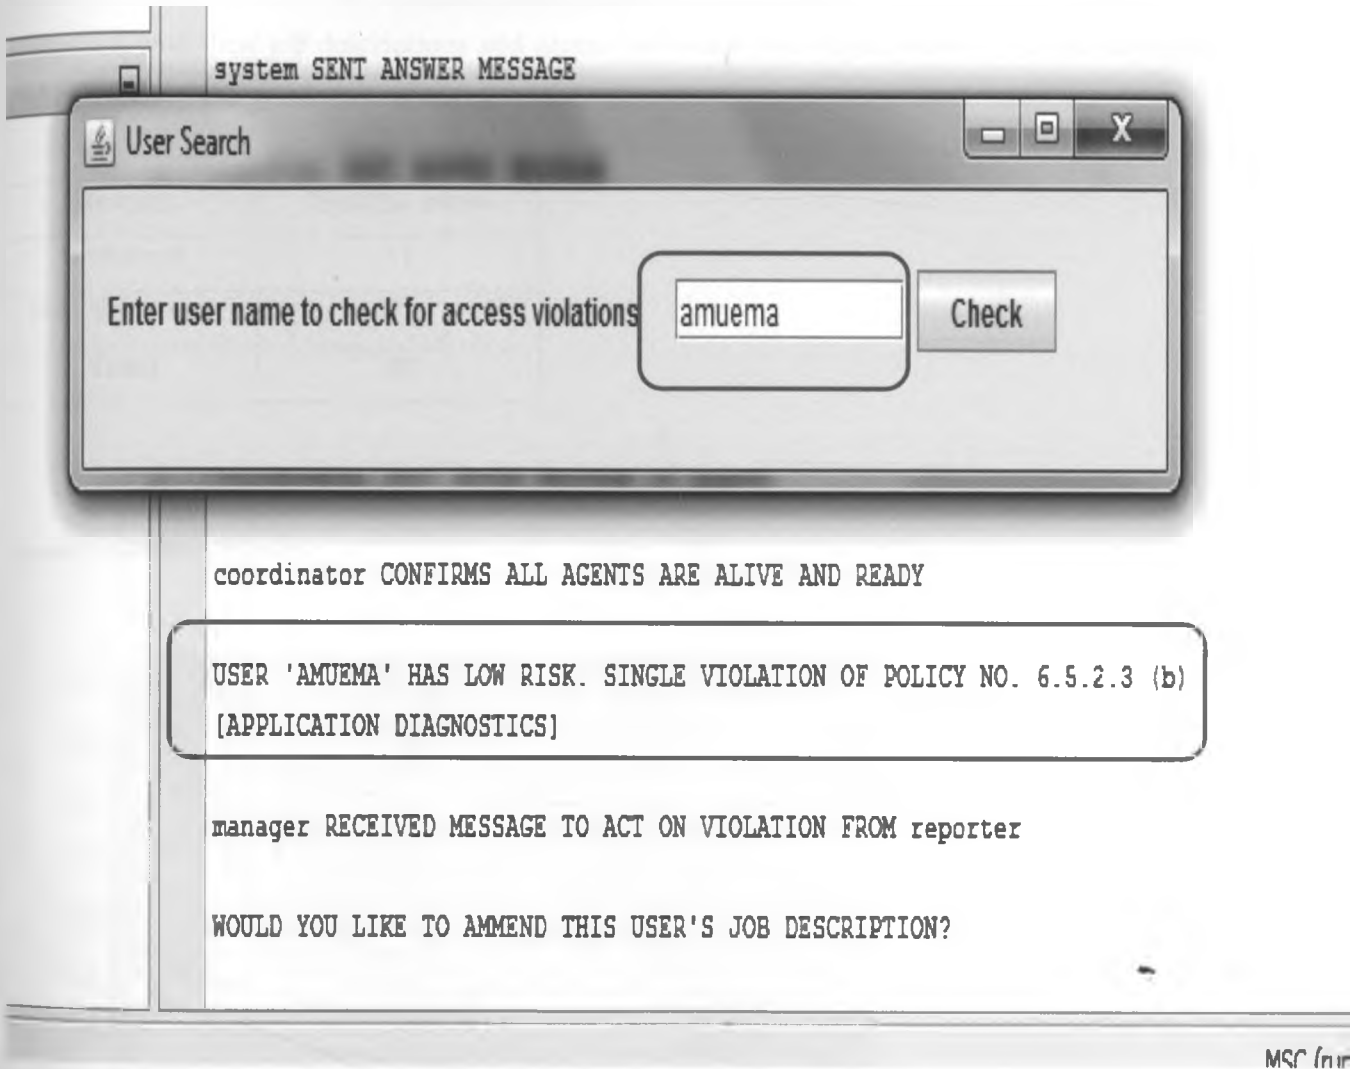 system SENT ANSWER MESSAGE
User Search
Enter user name to check for access violations amuema Check
coordinator CONFIRMS ALL AGENTS ARE ALIVE AND READY
USER 'AMUEMA' HAS LOW RISK. SINGLE VIOLATION OF POLICY NO. 6.5.2.3 (b)
[APPLICATION DIAGNOSTICS]
manager RECEIVED MESSAGE TO ACT ON VIOLATION FROM reporter
WOULD YOU LIKE TO AMMEND THIS USER'S JOB DESCRIPTION?
MSC